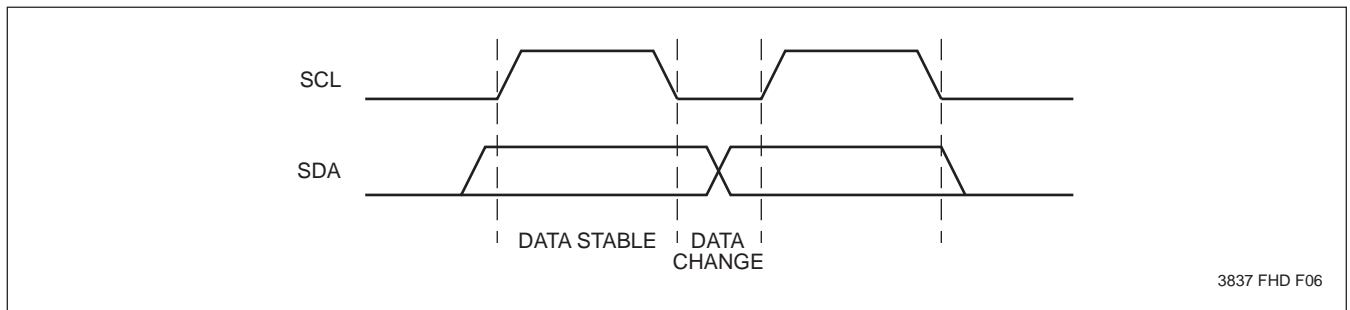 SCL
SDA
DATA STABLE
DATA
CHANGE
3837 FHD F06